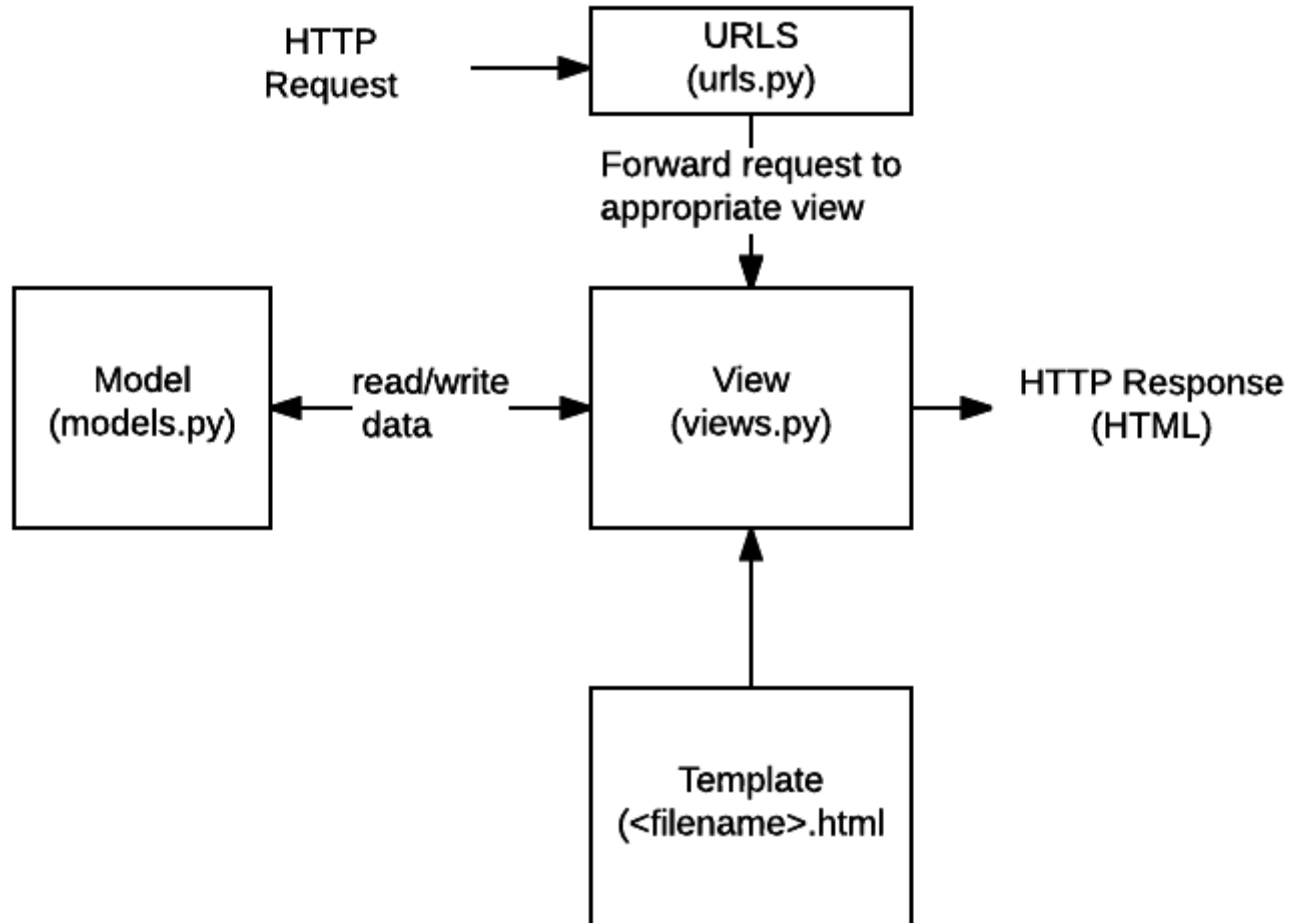 HTTP
Request
URLS
(urls.py)
Forward request to
appropriate view
Model
(models.py)
read/write
data
View
(views.py)
HTTP Response
(HTML)
Template
(<filename>.html